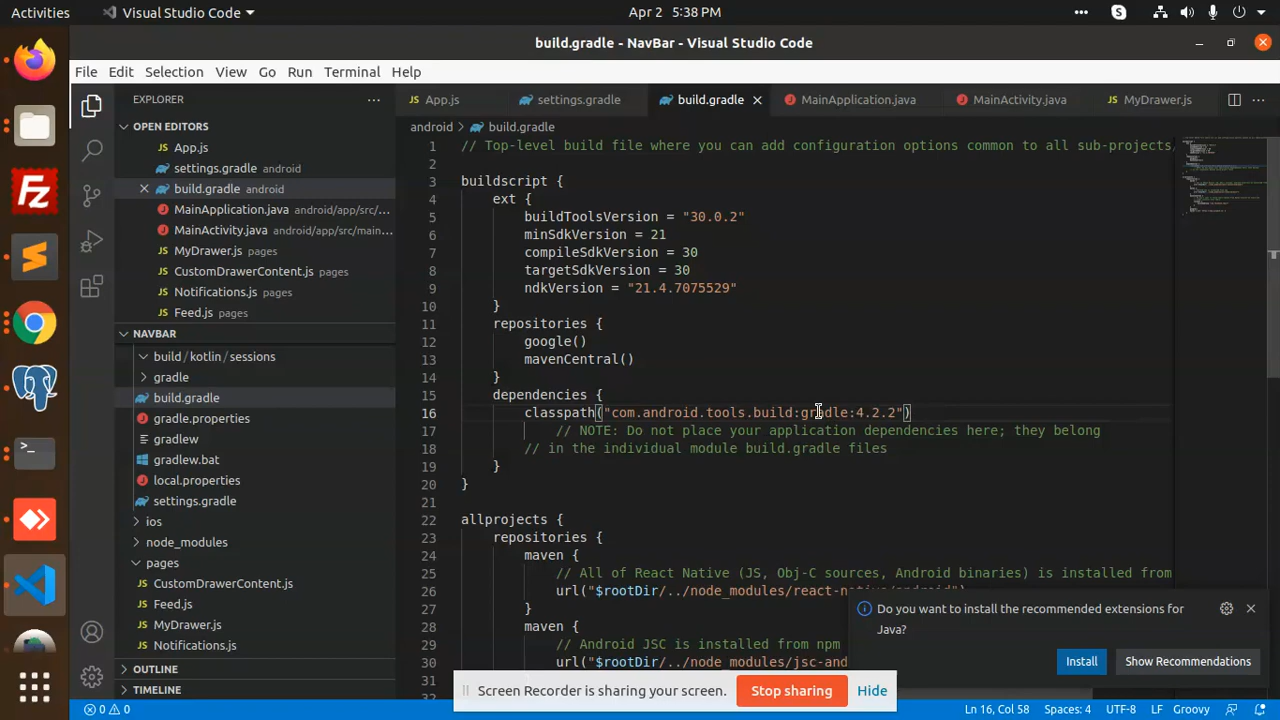 Activities
Visual Studio Code
Apr 2  5:38 PM
build.gradle - NavBar - Visual Studio Code
File Edit Selection View Go Run Terminal Help
EXPLORER
OPEN EDITORS
App.js
settings.gradle android
build.gradle android
MainApplication.java android/app/src/...
MainActivity.java android/app/src/main...
MyDrawer.js pages
CustomDrawerContent.js pages
Notifications.js pages
Feed.js pages
NAVBAR
build / kotlin / sessions
gradle
build.gradle
gradle.properties
gradlew
gradlew.bat
local.properties
settings.gradle
ios
node_modules
pages
CustomDrawerContent.js
Feed.js
MyDrawer.js
Notifications.js
OUTLINE
TIMELINE
App.js settings.gradle build.gradle MainApplication.java MainActivity.java MyDrawer.js
android > build.gradle
1 // Top-level build file where you can add configuration options common to all sub-projects/
2
3 buildscript {
4 ext {
5 buildToolsVersion = "30.0.2"
6 minSdkVersion = 21
7 compileSdkVersion = 30
8 targetSdkVersion = 30
9 ndkVersion = "21.4.7075529"
10 }
11 repositories {
12 google()
13 mavenCentral()
14 }
15 dependencies {
16 classpath("com.android.tools.build:gradle:4.2.2")
17 // NOTE: Do not place your application dependencies here; they belong
18 // in the individual module build.gradle files
19 }
20 }
21
22 allprojects {
23 repositories {
24 maven {
25 // All of React Native (JS, Obj-C sources, Android binaries) is installed from
26 url("$rootDir/../node_modules/react-native/android")
27 }
28 maven {
29 // Android JSC is installed from npm
30 url("$rootDir/../node_modules/jsc-and
31 }
32
Do you want to install the recommended extensions for
Java?
Install
Show Recommendations
Screen Recorder is sharing your screen.
Stop sharing
Hide
0 0
Ln 16, Col 58
Spaces: 4
UTF-8
LF
Groovy